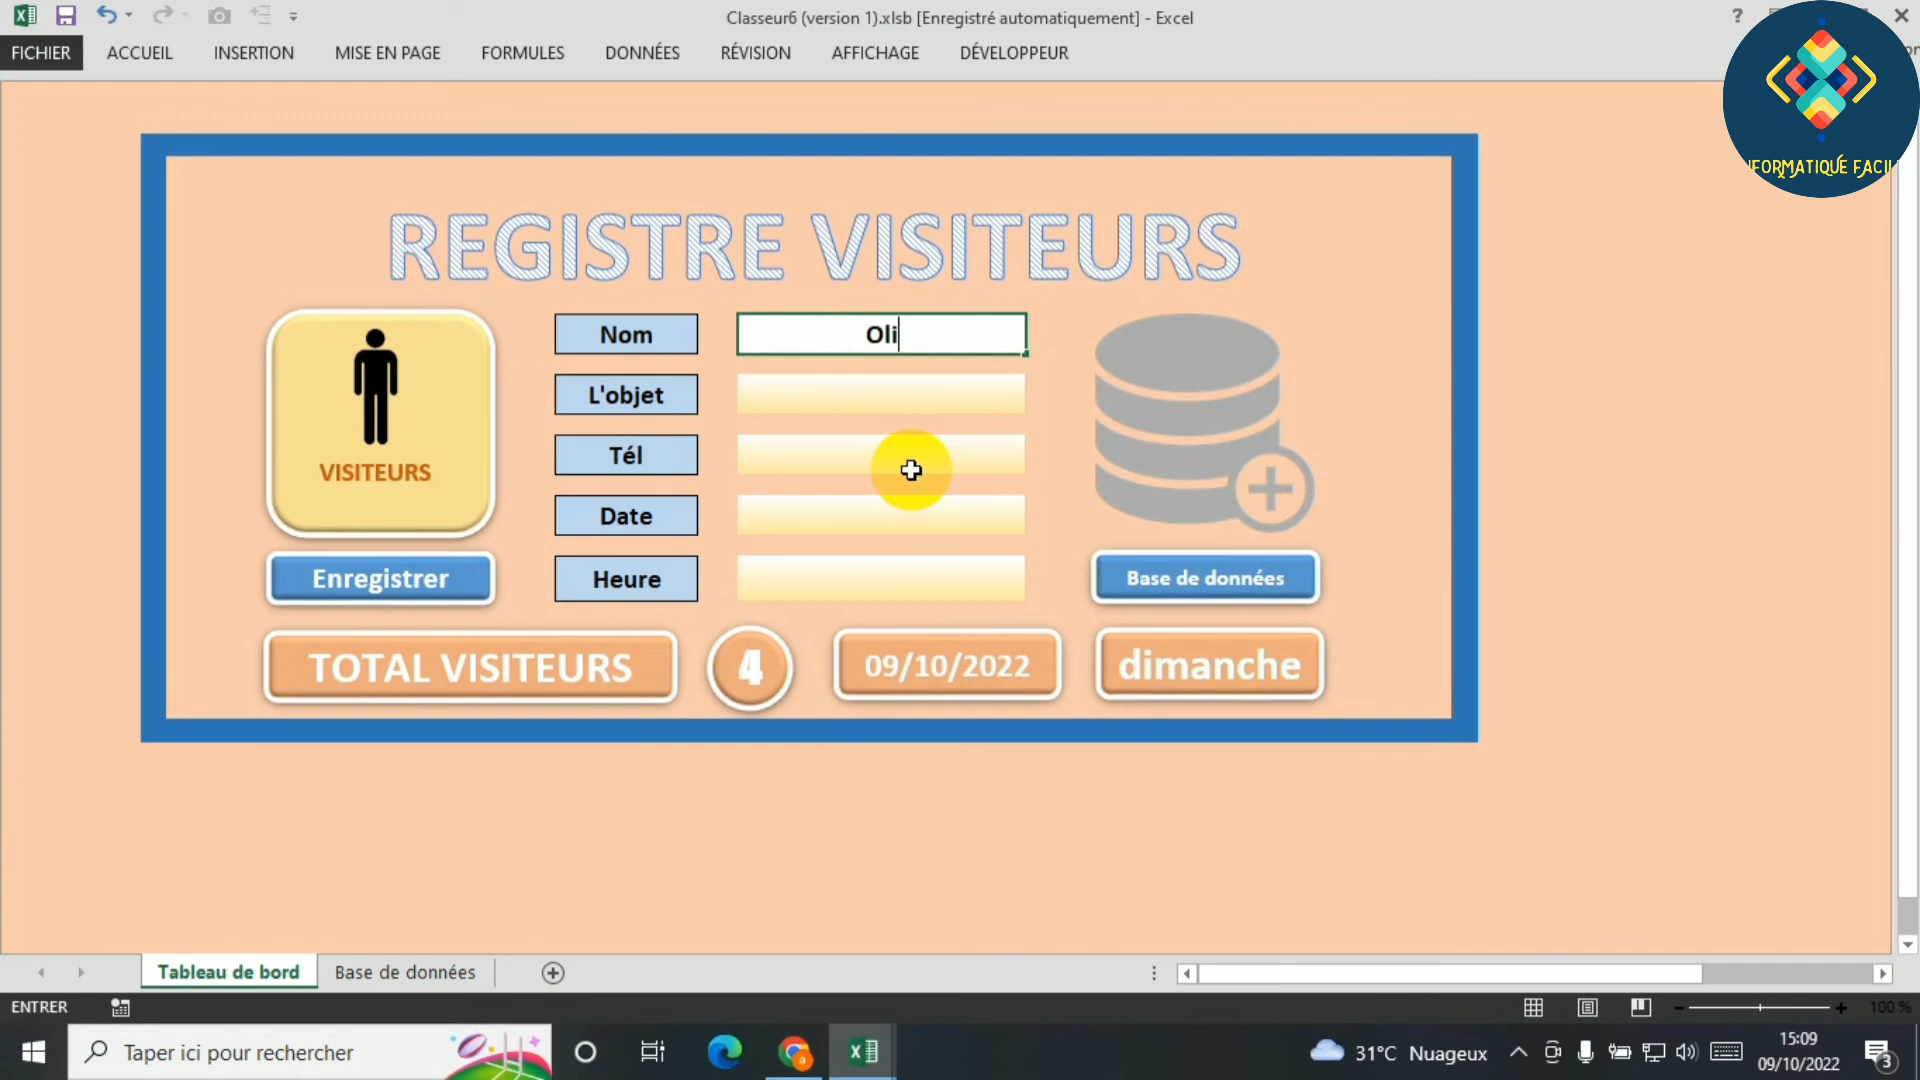 Classeur6 (version 1).xlsb [Enregistré automatiquement] - Excel
?
FICHIER ACCUEIL INSERTION MISE EN PAGE FORMULES DONNÉES RÉVISION AFFICHAGE DÉVELOPPEUR
REGISTRE VISITEURS
Nom Oli
L'objet
Tél
VISITEURS
Date
Heure
Enregistrer
Base de données
TOTAL VISITEURS 4 09/10/2022 dimanche
Tableau de bord Base de données
ENTRER
100 %
Taper ici pour rechercher
31°C Nuageux
15:09
09/10/2022
3